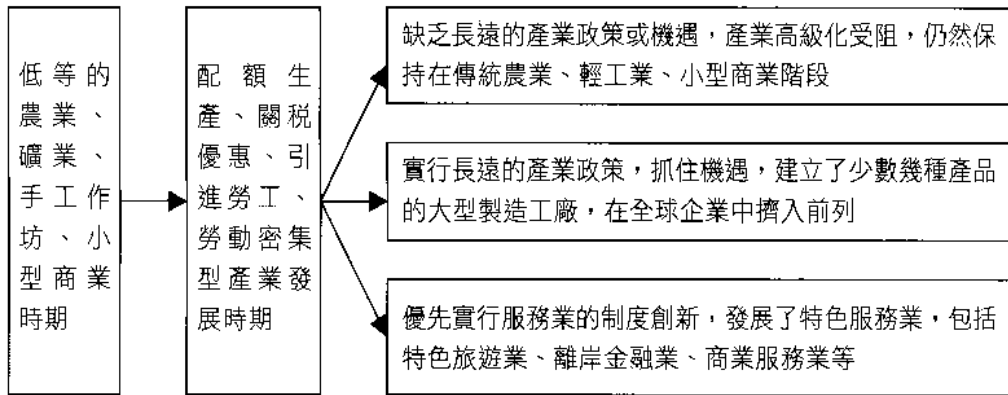 低等的
農業、
礦業、
手工作
坊、小
型商業
時期
配額生
產、關税
優惠、引
進勞工、
勞動密集
型產業發
展時期
缺乏長遠的產業政策或機遇，產業高級化受阻，仍然保
持在傳統農業、輕工業、小型商業階段
實行長遠的產業政策，抓住機遇，建立了少數幾種產品
的大型製造工廠，在全球企業中擠入前列
優先實行服務業的制度創新，發展了特色服務業，包括
特色旅遊業、離岸金融業、商業服務業等